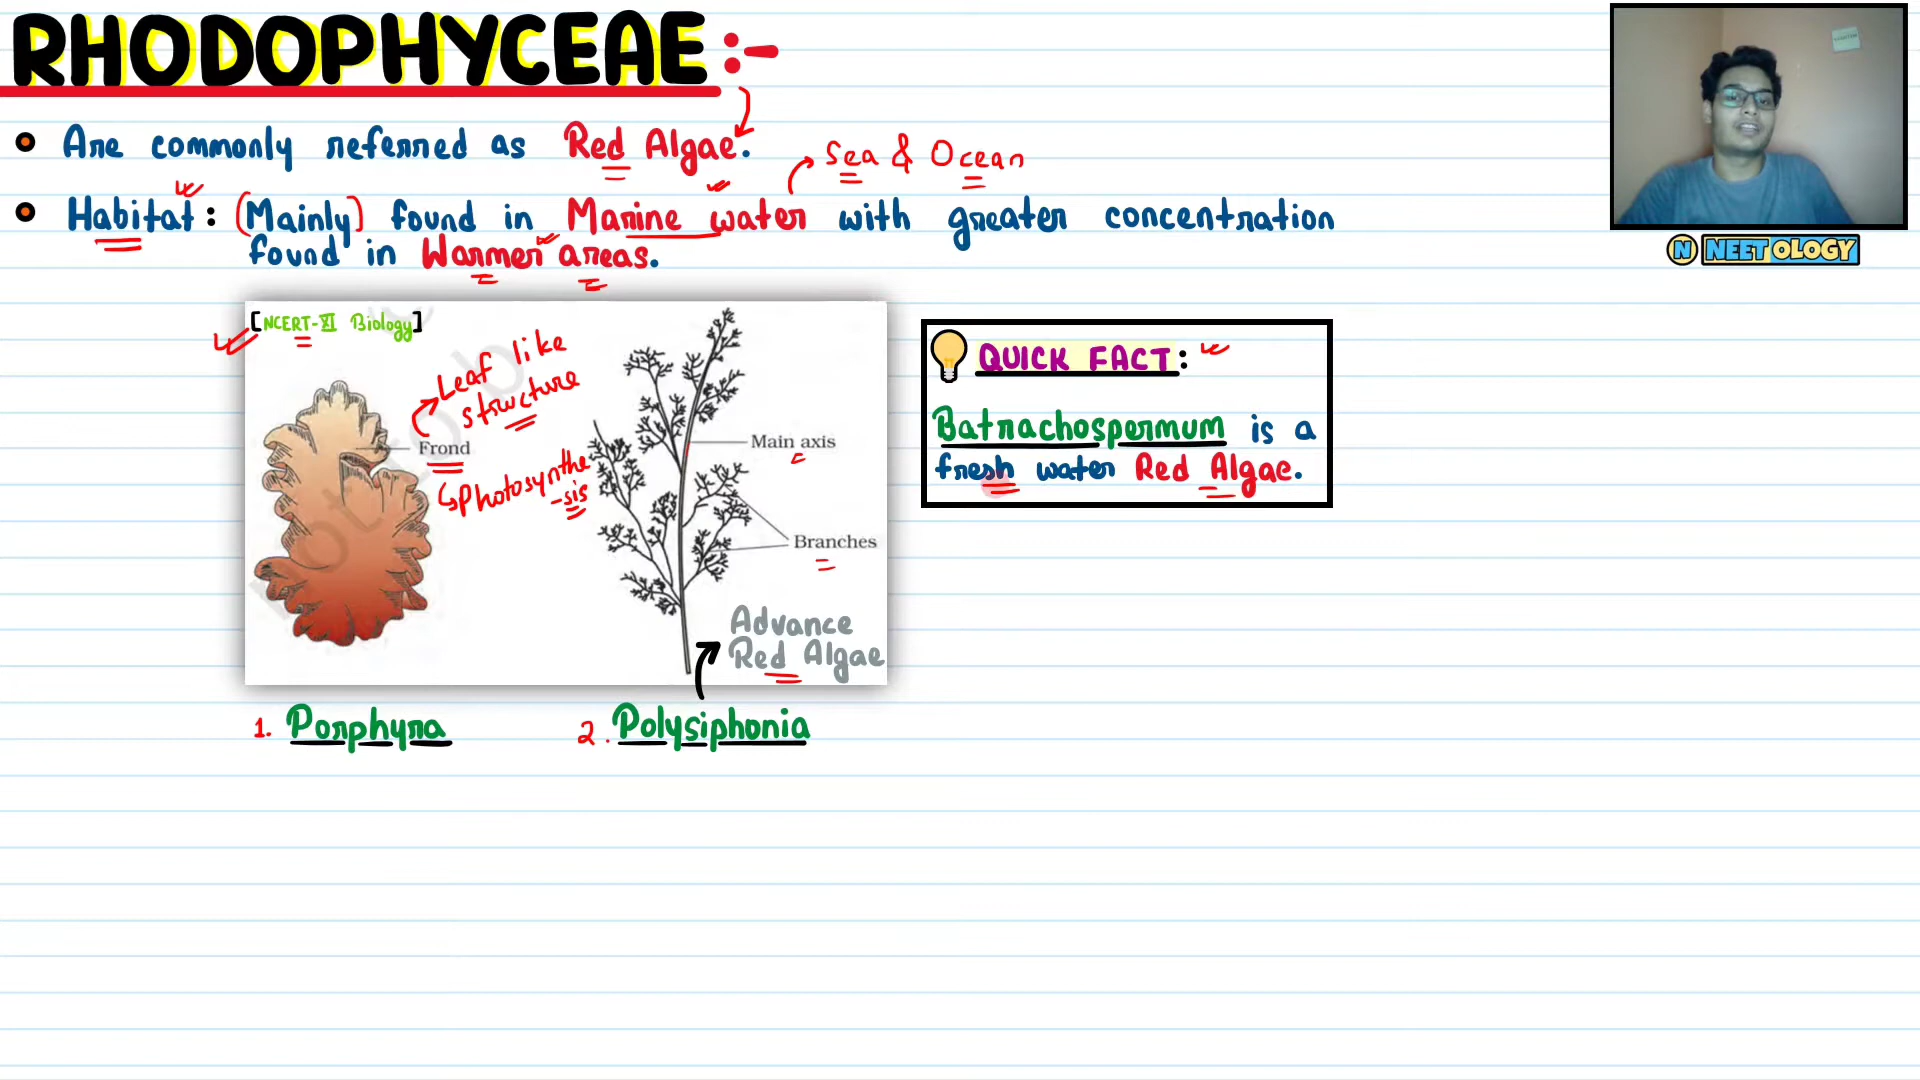 RHODOPHYCEAE :-
Are commonly referred as Red Algae.
Sea & Ocean
Habitat : (Mainly) found in Marine water with greater concentration
found in Warmer areas.
N NEETOLOGY
[NCERT-XI Biology]
Leaf like
structure
Frond
Photosynthe
-sis
Main axis
Branches
Advance
Red Algae
1. Porphyra
2. Polysiphonia
QUICK FACT :
Batrachospermum is a
fresh water Red Algae.